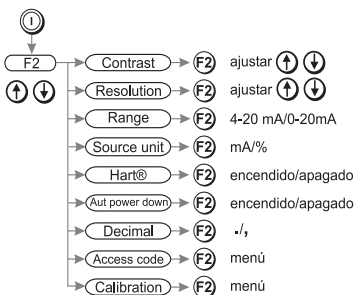 F2
Contrast F2 ajustar
Resolution F2 ajustar
Range F2 4-20 mA/0-20mA
Source unit F2 mA/%
Hart® F2 encendido/apagado
Aut power down F2 encendido/apagado
Decimal F2 ./,
Access code F2 menú
Calibration F2 menú